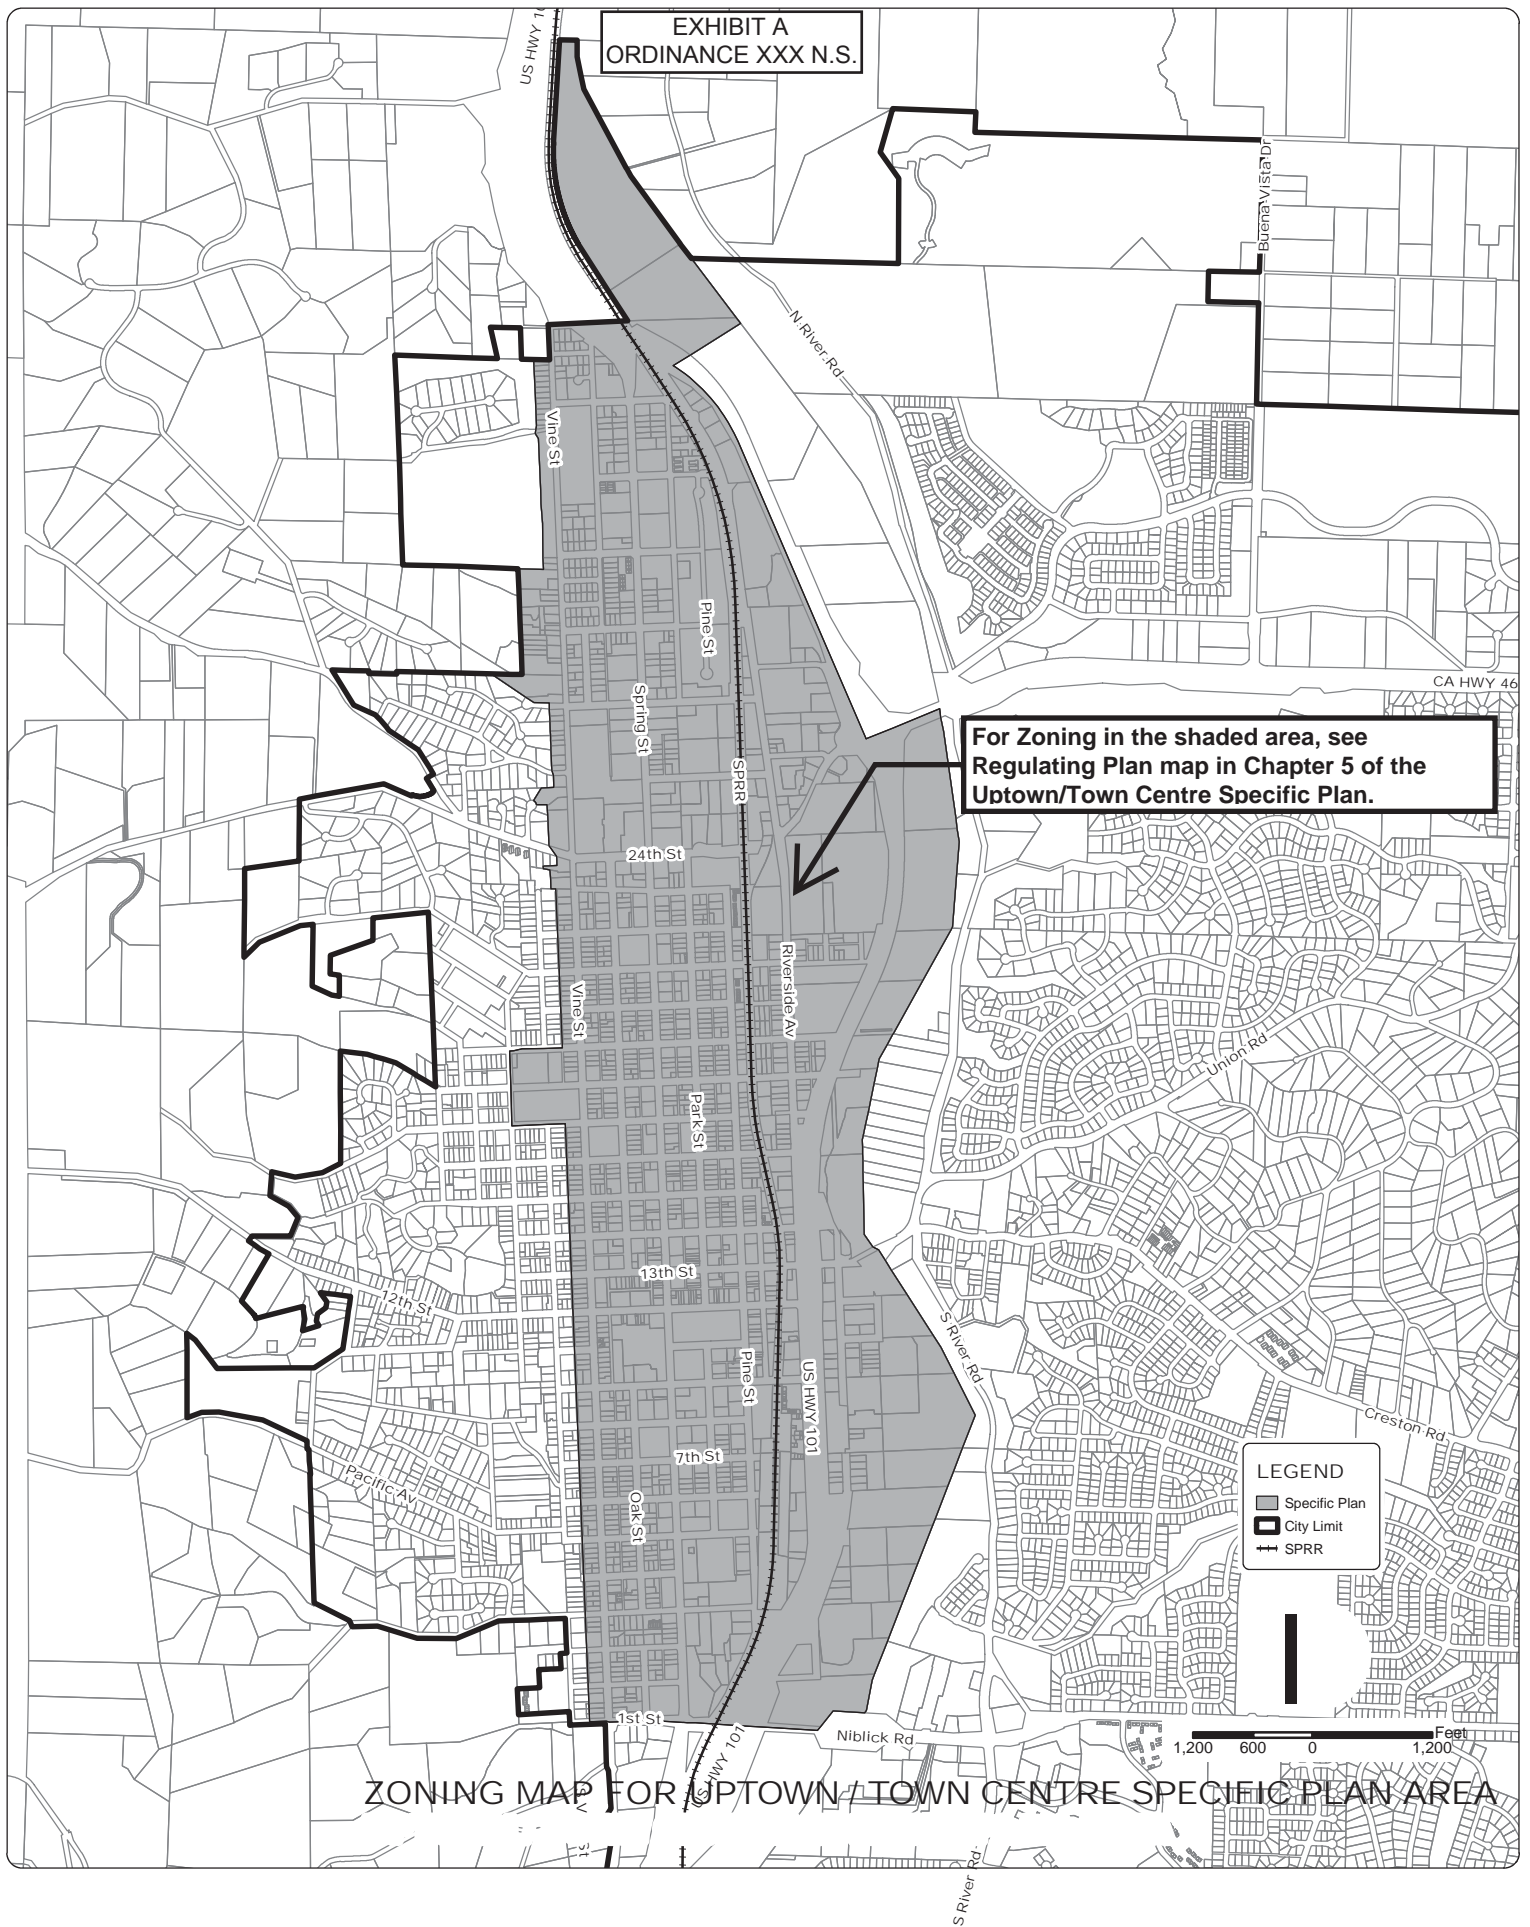 EXHIBIT A
ORDINANCE XXX N.S.
US HWY 10
Buena Vista Dr
N River Rd
Vine St
Pine St
CA HWY 46
Spring St
For Zoning in the shaded area, see
Regulating Plan map in Chapter 5 of the
Uptown/Town Centre Specific Plan.
SPRR
24th St
Riverside Av
Vine St
Union Rd
Park St
13th St
12th St
S River Rd
Pine St
US HWY 101
Creston Rd
7th St
Pacific Av
Oak St
LEGEND
Specific Plan
City Limit
SPRR
1st St
Niblick Rd
US HWY 101
Feet
1,200 600 0 1,200
ZONING MAP FOR UPTOWN / TOWN CENTRE SPECIFIC PLAN AREA
St
S River Rd